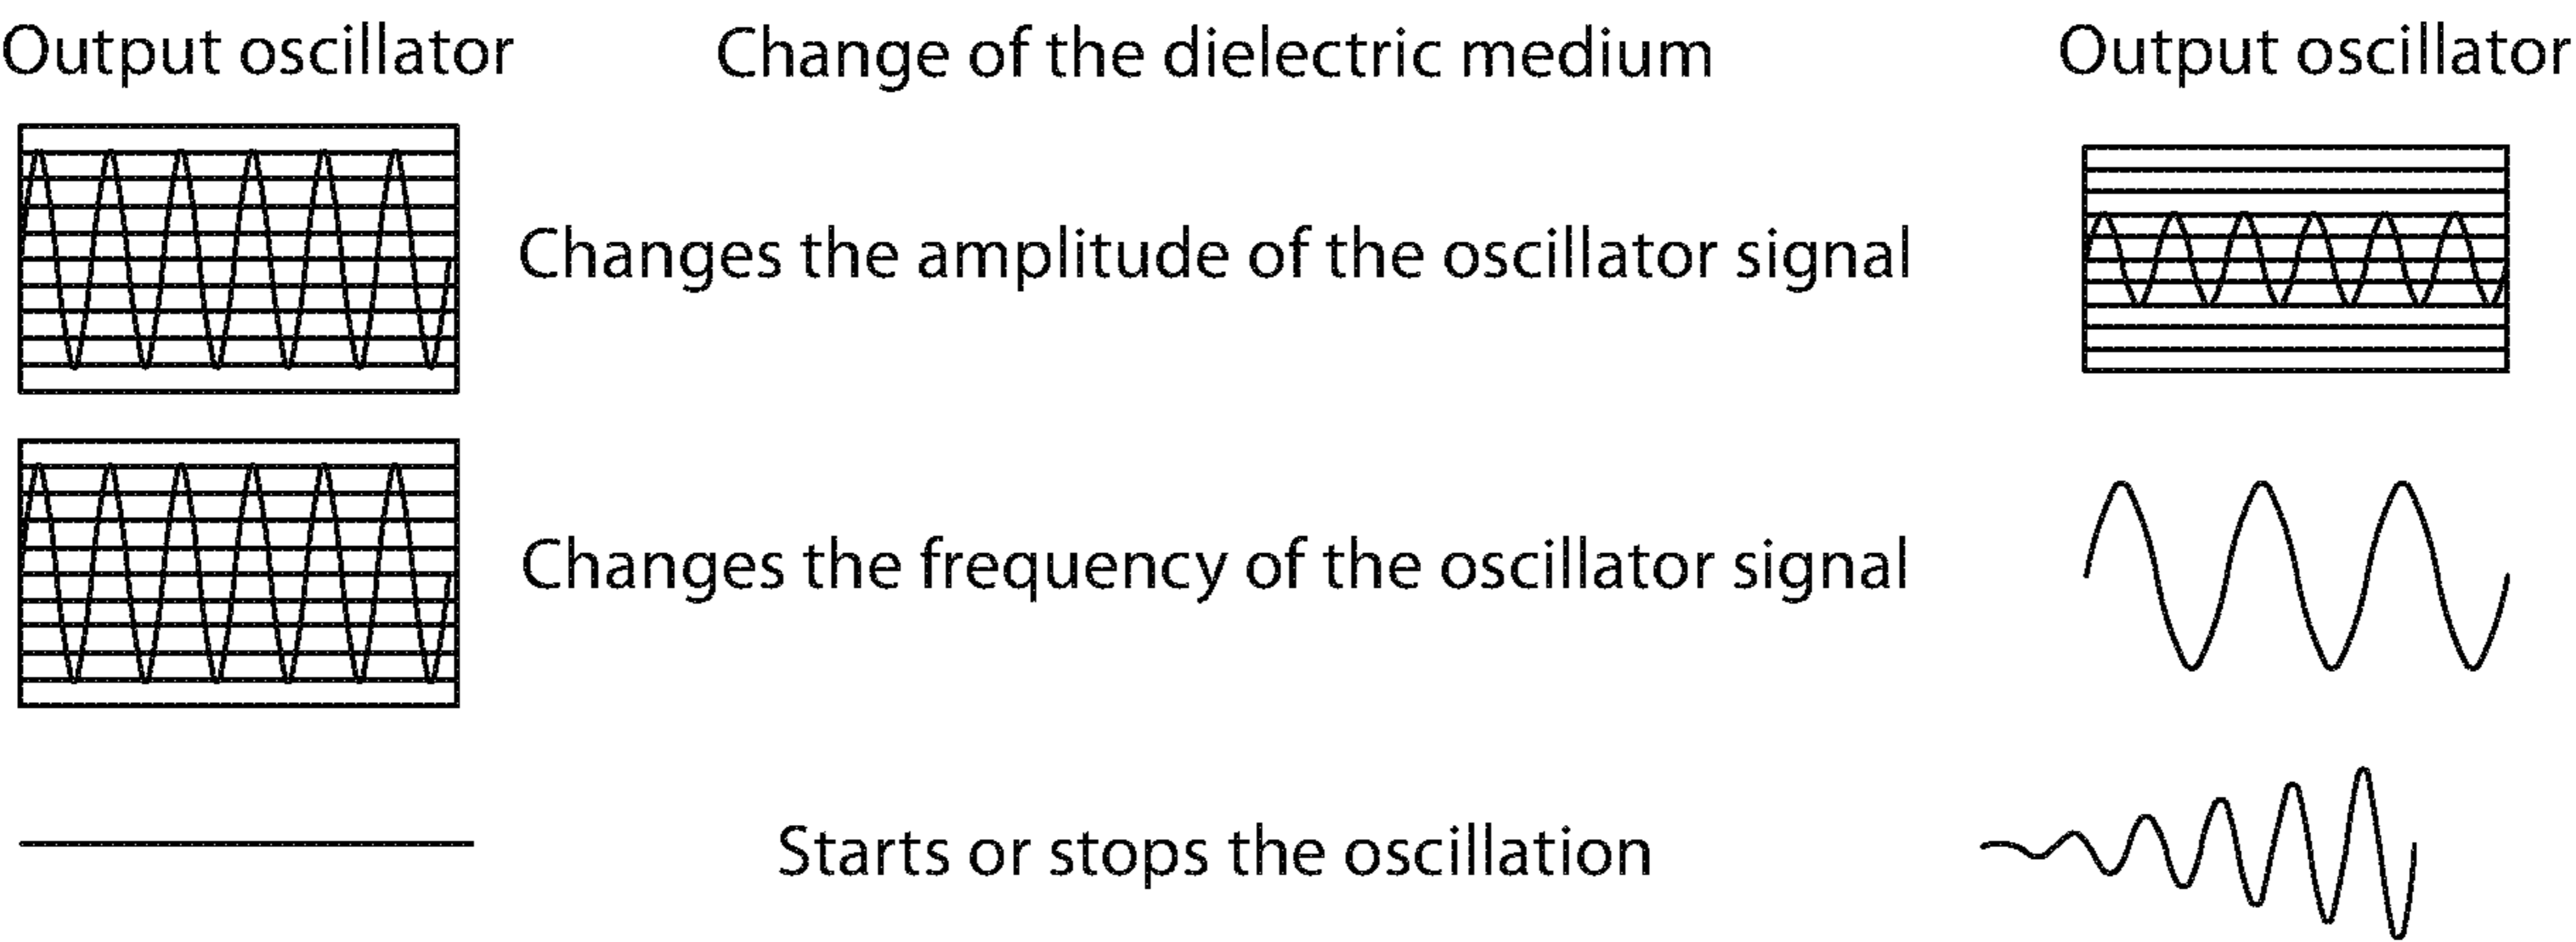 Output oscillator
Change of the dielectric medium
Output oscillator
Changes the amplitude of the oscillator signal
Changes the frequency of the oscillator signal
Starts or stops the oscillation